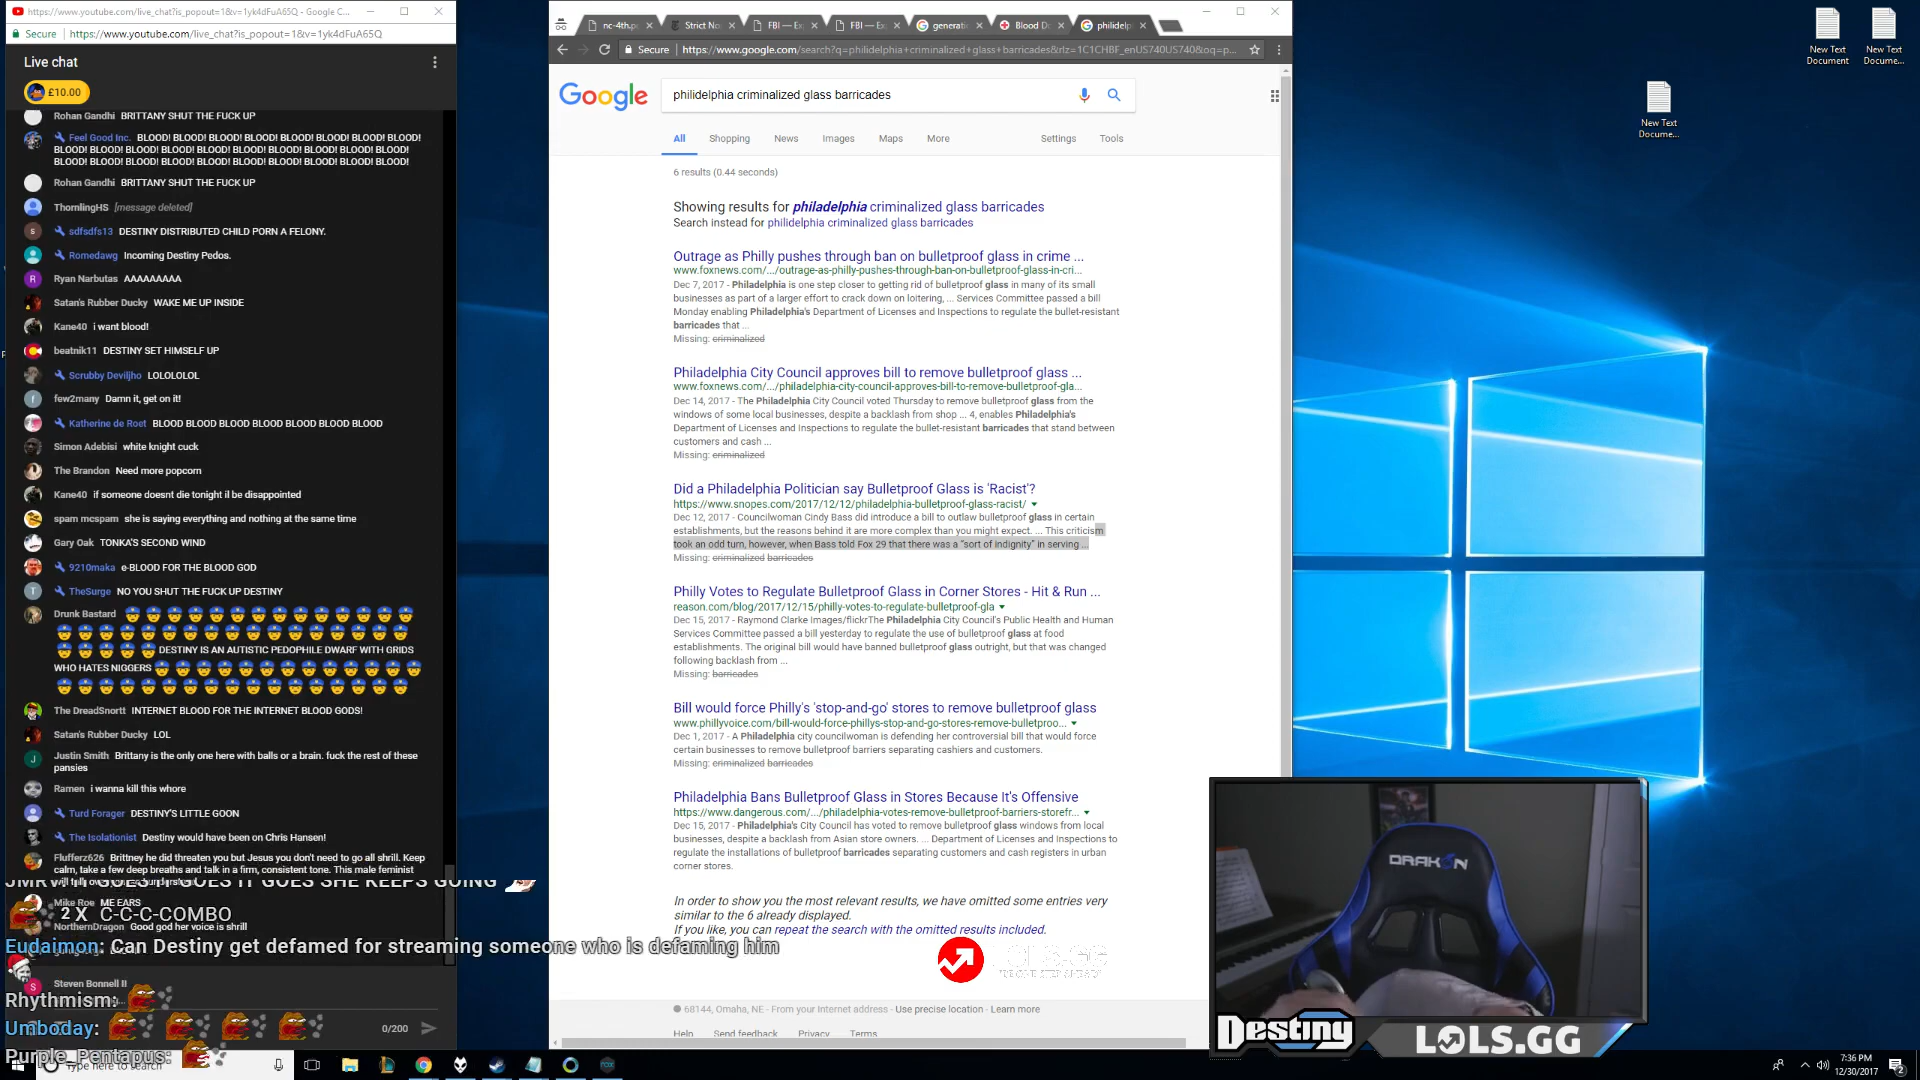 https://www.youtube.com/live_chat?is_popout=1&v=1yk4dFuA65Q - Google C...
Secure https://www.youtube.com/live_chat?is_popout=1&v=1yk4dFuA65Q
Live chat
£10.00
Rohan Gandhi BRITTANY SHUT THE FUCK UP
Feel Good Inc. BLOOD! BLOOD! BLOOD! BLOOD! BLOOD! BLOOD! BLOOD! BLOOD!
BLOOD! BLOOD! BLOOD! BLOOD! BLOOD! BLOOD! BLOOD! BLOOD! BLOOD! BLOOD!
BLOOD! BLOOD! BLOOD! BLOOD! BLOOD! BLOOD! BLOOD! BLOOD! BLOOD! BLOOD!
Rohan Gandhi BRITTANY SHUT THE FUCK UP
ThornlingHS [message deleted]
sdfsdfs13 DESTINY DISTRIBUTED CHILD PORN A FELONY.
Romedawg Incoming Destiny Pedos.
Ryan Narbutas AAAAAAAAA
Satan's Rubber Ducky WAKE ME UP INSIDE
Kane40 i want blood!
beatnik11 DESTINY SET HIMSELF UP
Scrubby Deviljho LOLOLOLOL
few2many Damn it, get on it!
Katherine de Roet BLOOD BLOOD BLOOD BLOOD BLOOD BLOOD BLOOD
Simon Adebisi white knight cuck
The Brandon Need more popcorn
Kane40 if someone doesnt die tonight il be disappointed
spam mcspam she is saying everything and nothing at the same time
Gary Oak TONKA'S SECOND WIND
9210maka e-BLOOD FOR THE BLOOD GOD
TheSurge NO YOU SHUT THE FUCK UP DESTINY
Drunk Bastard
DESTINY IS AN AUTISTIC PEDOPHILE DWARF WITH GRIDS
WHO HATES NIGGERS
The DreadSnortt INTERNET BLOOD FOR THE INTERNET BLOOD GODS!
Satan's Rubber Ducky LOL
Justin Smith Brittany is the only one here with balls or a brain. fuck the rest of these
pansies
Ramen i wanna kill this whore
Turd Forager DESTINY'S LITTLE GOON
The Isolationist Destiny would have been on Chris Hansen!
Flufferz626 Brittney he did threaten you but Jesus you don't need to go all shrill. Keep
calm, take a few deep breaths and talk in a firm, consistent tone. This male feminist
IT GOES IT GOES SHE KEEPS GOING
Mike Roe ME EARS
2 X C-C-C-COMBO
NorthernDragon Good god her voice is shrill
Eudaimon: Can Destiny get defamed for streaming someone who is defaming him
Steven Bonnell II
Rhythmism:
Umboday:
0/200
Purple_Pentapus:
Type here to search
nc-4th.p
Strict No
FBI — Ex
FBI — Ex
generati
Blood D
philidelp
Secure https://www.google.com/search?q=philidelphia+criminalized+glass+barricades&rlz=1C1CHBF_enUS740US740&oq=p...
Google
philidelphia criminalized glass barricades
All Shopping News Images Maps More Settings Tools
6 results (0.44 seconds)
Showing results for philadelphia criminalized glass barricades
Search instead for philidelphia criminalized glass barricades
Outrage as Philly pushes through ban on bulletproof glass in crime ...
www.foxnews.com/.../outrage-as-philly-pushes-through-ban-on-bulletproof-glass-in-cri...
Dec 7, 2017 - Philadelphia is one step closer to getting rid of bulletproof glass in many of its small
businesses as part of a larger effort to crack down on loitering, ... Services Committee passed a bill
Monday enabling Philadelphia's Department of Licenses and Inspections to regulate the bullet-resistant
barricades that ...
Missing: criminalized
Philadelphia City Council approves bill to remove bulletproof glass ...
www.foxnews.com/.../philadelphia-city-council-approves-bill-to-remove-bulletproof-gla...
Dec 14, 2017 - The Philadelphia City Council voted Thursday to remove bulletproof glass from the
windows of some local businesses, despite a backlash from shop ... 4, enables Philadelphia's
Department of Licenses and Inspections to regulate the bullet-resistant barricades that stand between
customers and cash ...
Missing: criminalized
Did a Philadelphia Politician say Bulletproof Glass is 'Racist'?
https://www.snopes.com/2017/12/12/philadelphia-bulletproof-glass-racist/
Dec 12, 2017 - Councilwoman Cindy Bass did introduce a bill to outlaw bulletproof glass in certain
establishments, but the reasons behind it are more complex than you might expect. ... This criticism
took an odd turn, however, when Bass told Fox 29 that there was a "sort of indignity" in serving ...
Missing: criminalized barricades
Philly Votes to Regulate Bulletproof Glass in Corner Stores - Hit & Run ...
reason.com/blog/2017/12/15/philly-votes-to-regulate-bulletproof-gla
Dec 15, 2017 - Raymond Clarke Images/flickrThe Philadelphia City Council's Public Health and Human
Services Committee passed a bill yesterday to regulate the use of bulletproof glass at food
establishments. The original bill would have banned bulletproof glass outright, but that was changed
following backlash from ...
Missing: barricades
Bill would force Philly's 'stop-and-go' stores to remove bulletproof glass
www.phillyvoice.com/bill-would-force-phillys-stop-and-go-stores-remove-bulletproo...
Dec 1, 2017 - A Philadelphia city councilwoman is defending her controversial bill that would force
certain businesses to remove bulletproof barriers separating cashiers and customers.
Missing: criminalized barricades
Philadelphia Bans Bulletproof Glass in Stores Because It's Offensive
https://www.dangerous.com/.../philadelphia-votes-remove-bulletproof-barriers-storefr...
Dec 15, 2017 - Philadelphia's City Council has voted to remove bulletproof glass windows from local
businesses, despite a backlash from Asian store owners. ... Department of Licenses and Inspections to
regulate the installations of bulletproof barricades separating customers and cash registers in urban
corner stores.
In order to show you the most relevant results, we have omitted some entries very
similar to the 6 already displayed.
If you like, you can repeat the search with the omitted results included.
LOLS.GG
68144, Omaha, NE - From your Internet address - Use precise location - Learn more
Help Send feedback Privacy Terms
New Text
Document
New Text
Docume...
New Text
Docume...
DRAKON
Destiny
LOLS.GG
7:36 PM
12/30/2017